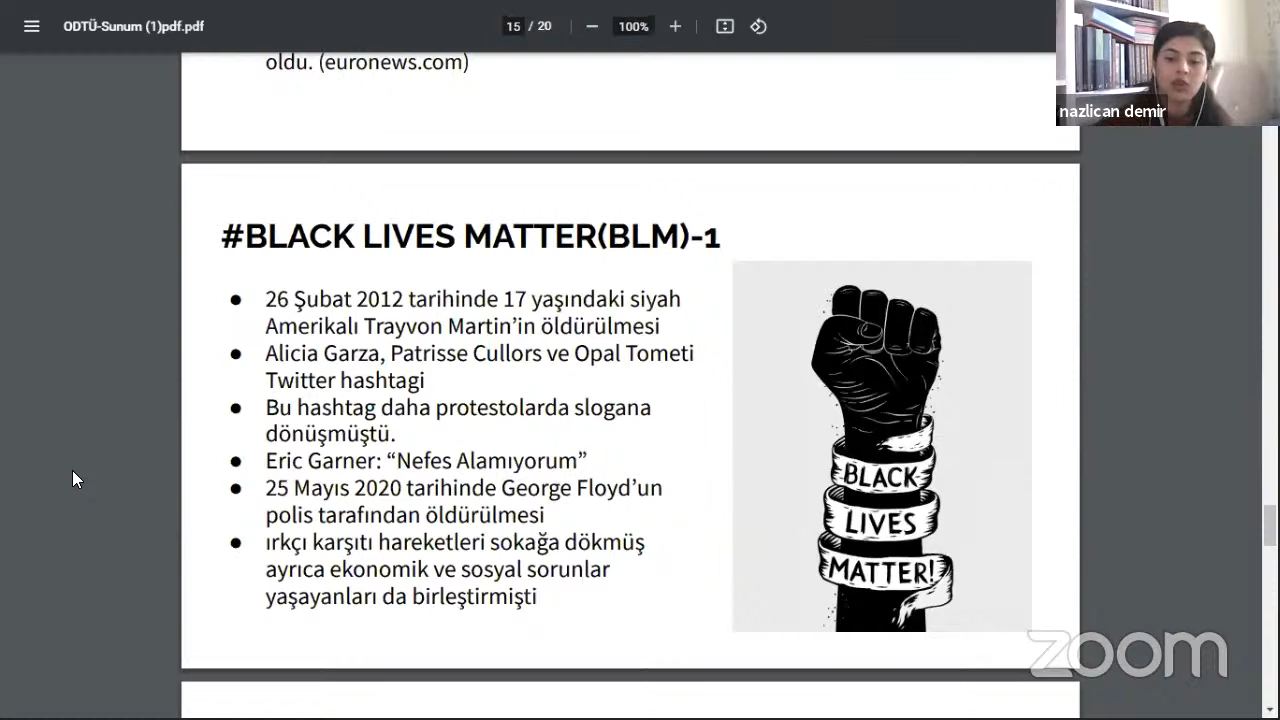 ODTÜ-Sunum (1)pdf.pdf
15 / 20
100%
oldu. (euronews.com)
nazlican demir
#BLACK LIVES MATTER(BLM)-1
● 26 Şubat 2012 tarihinde 17 yaşındaki siyah
Amerikalı Trayvon Martin’in öldürülmesi
● Alicia Garza, Patrisse Cullors ve Opal Tometi
Twitter hashtagi
● Bu hashtag daha protestolarda slogana
dönüşmüştü.
● Eric Garner: “Nefes Alamıyorum”
● 25 Mayıs 2020 tarihinde George Floyd’un
polis tarafından öldürülmesi
● ırkçı karşıtı hareketleri sokağa dökmüş
ayrıca ekonomik ve sosyal sorunlar
yaşayanları da birleştirmişti
BLACK
LIVES
MATTER!
zoom